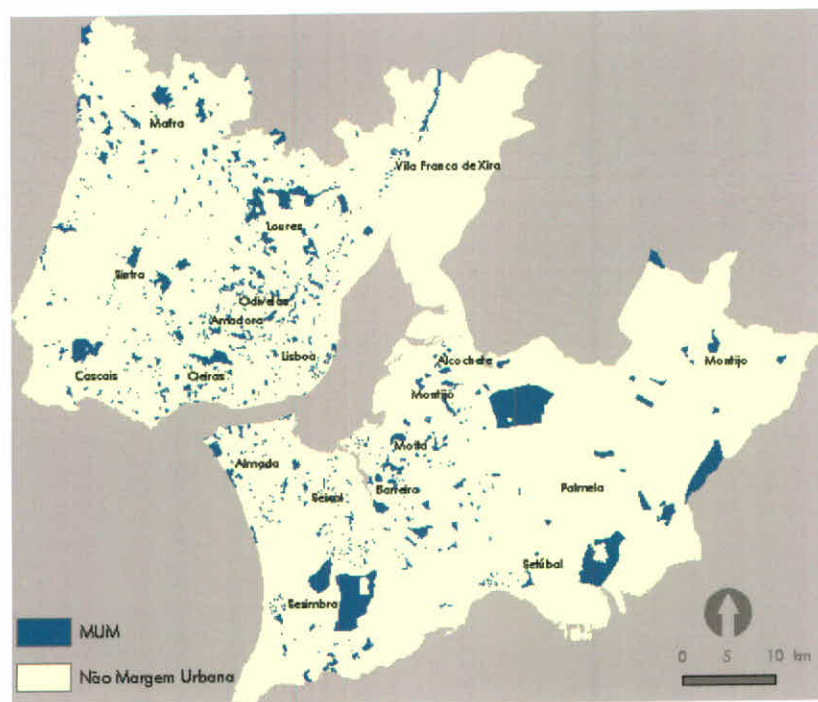 Mafra
Vila Franca de Xira
Loures
Sintra
Odivelas
Amadora
Lisboa
Cascais
Oeiras
Alcochete
Montijo
Montijo
Moita
Almada
Barreiro
Seixal
Palmela
Setúbal
Sesimbra
MUM
Não Margem Urbana
0 5 10 km